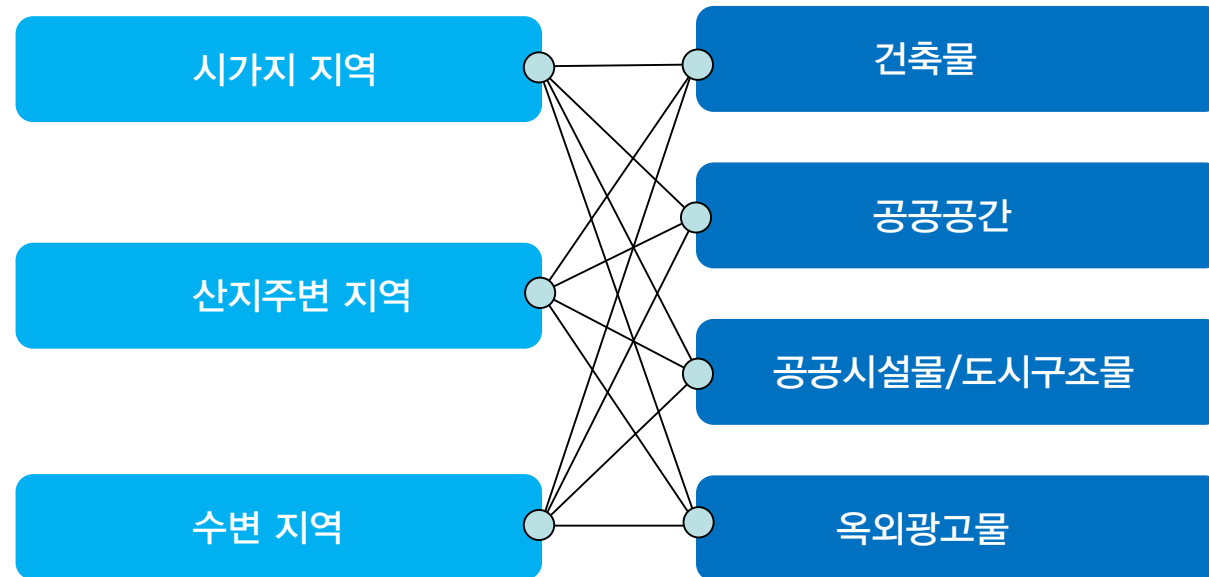 시가지 지역
건축물
공공공간
산지주변 지역
공공시설물/도시구조물
수변 지역
옥외광고물